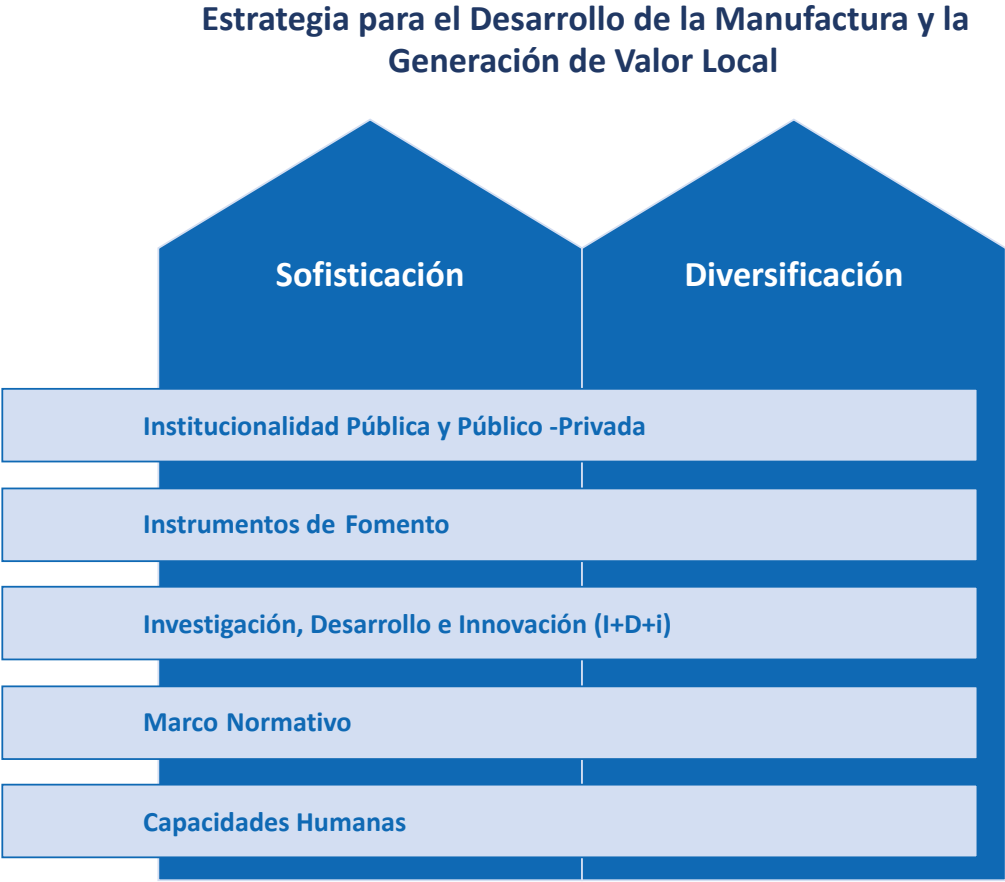 Estrategia para el Desarrollo de la Manufactura y la
Generación de Valor Local
Sofisticación
Diversificación
Institucionalidad Pública y Público -Privada
Instrumentos de Fomento
Investigación, Desarrollo e Innovación (I+D+i)
Marco Normativo
Capacidades Humanas